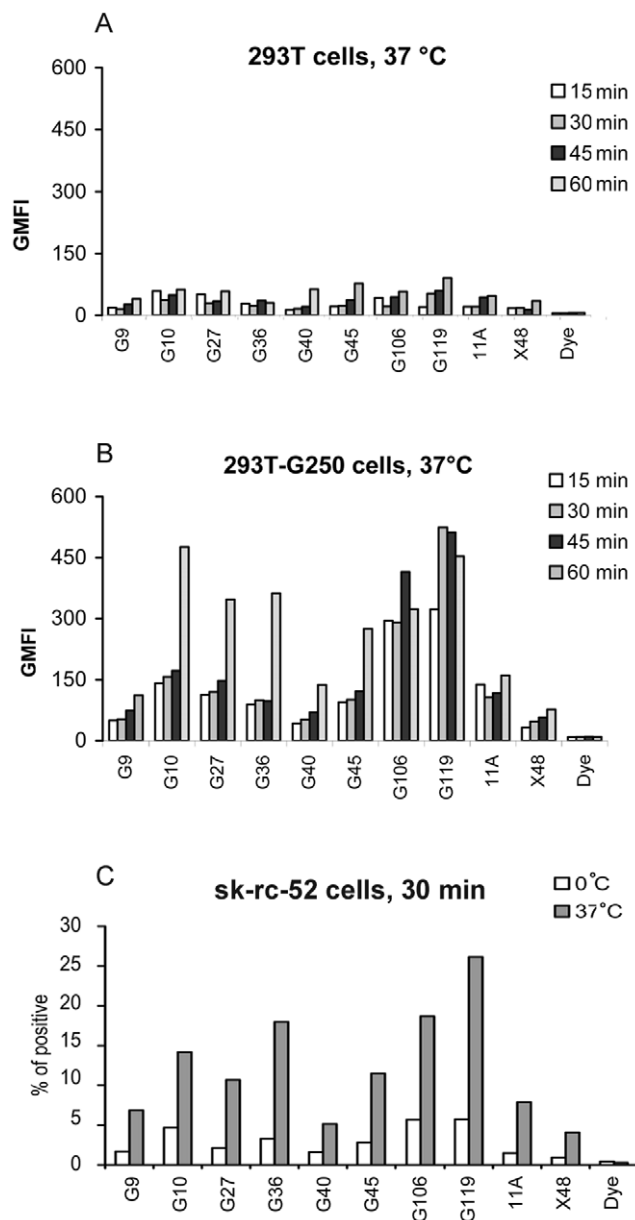 A
293T cells, 37 °C
600
450
300
150
0
GMFI
15 min
30 min
45 min
60 min
G9
G10
G27
G36
G40
G45
G106
G119
11A
X48
Dye
B
293T-G250 cells, 37°C
600
450
300
150
0
GMFI
15 min
30 min
45 min
60 min
G9
G10
G27
G36
G40
G45
G106
G119
11A
X48
Dye
C
sk-rc-52 cells, 30 min
0°C
37°C
30
25
20
15
10
5
0
% of positive
G9
G10
G27
G36
G40
G45
G106
G119
11A
X48
Dye